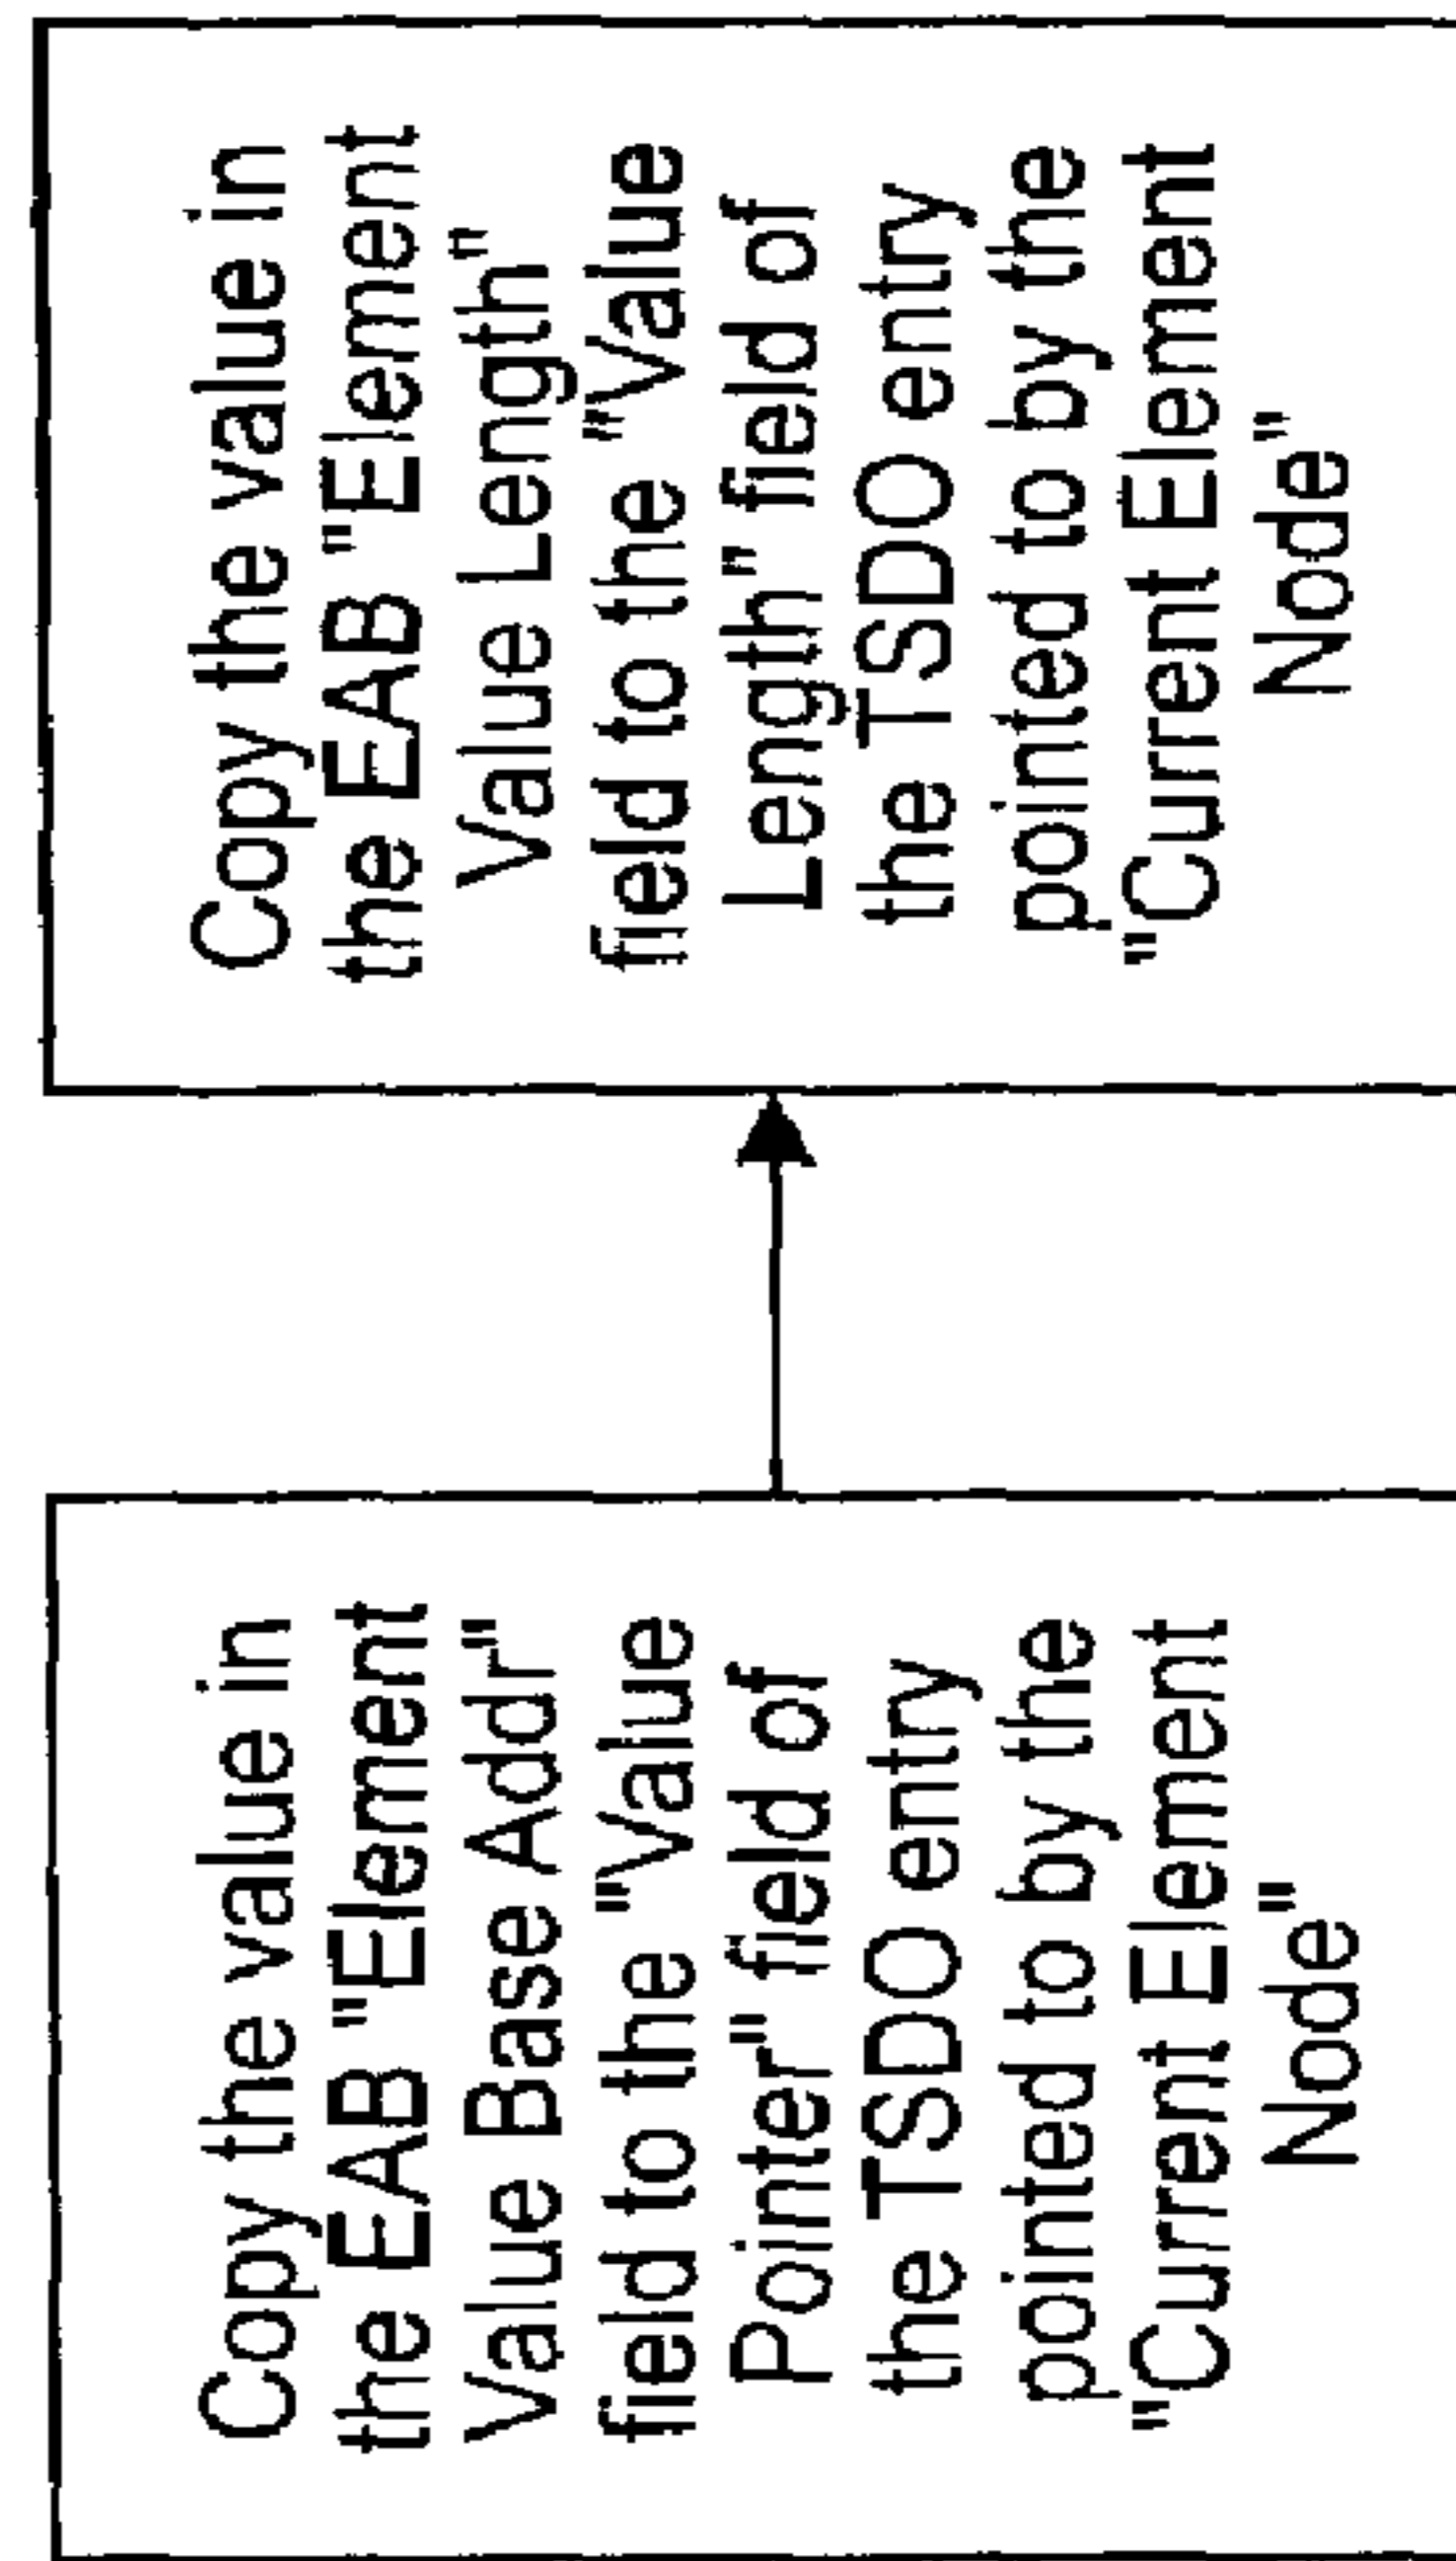 Copy the value in
the EAB "Element
Value Base Addr"
field to the "Value
Pointer" field of
the TSDO entry
pointed to by the
"Current Element
Node"
Copy the value in
the EAB "Element
Value Length"
field to the "Value
Length" field of
the TSDO entry
pointed to by the
"Current Element
Node"